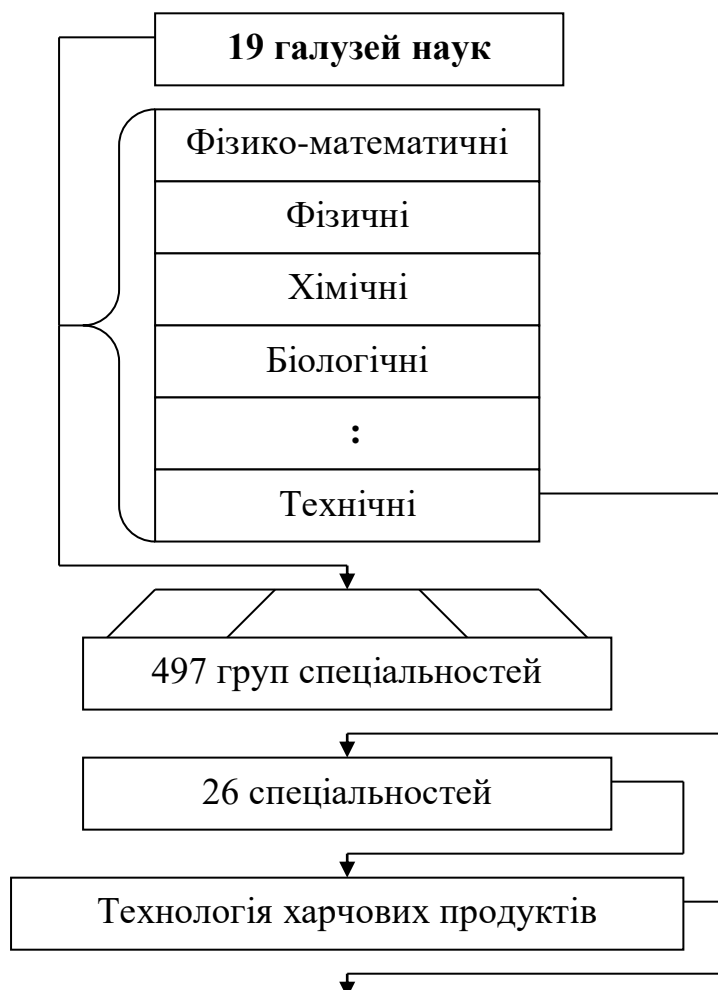 19 галузей наук
Фізико-математичні
Фізичні
Хімічні
Біологічні
:
Технічні
497 груп спеціальностей
26 спеціальностей
Технологія харчових продуктів